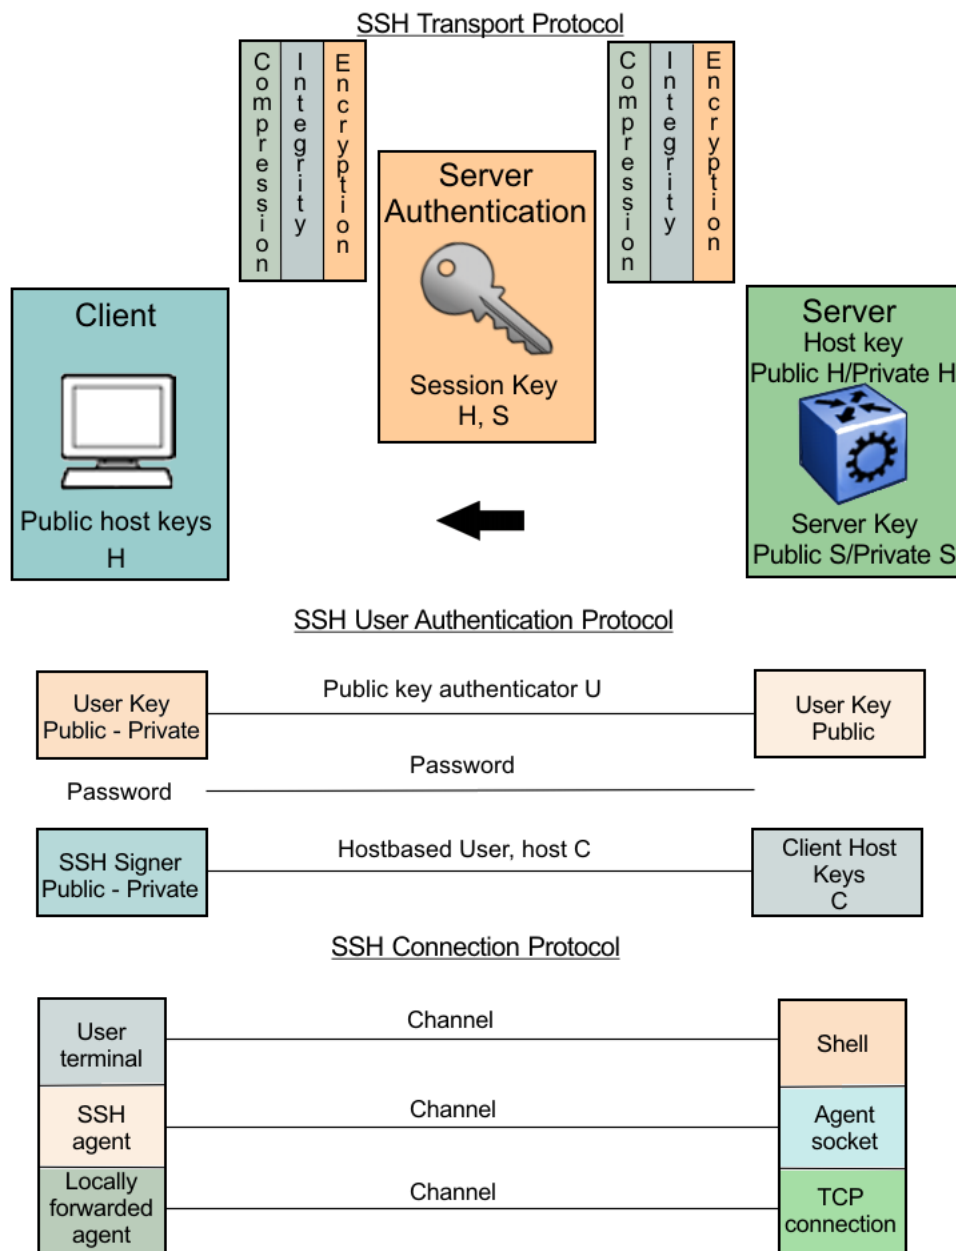 SSH Transport Protocol
Compression
Integrity
Encryption
Compression
Integrity
Encryption
Server
Authentication
Session Key
H, S
Client
Public host keys
H
Server
Host key
Public H/Private H
Server Key
Public S/Private S
SSH User Authentication Protocol
User Key
Public - Private
Public key authenticator U
User Key
Public
Password
Password
SSH Signer
Public - Private
Hostbased User, host C
Client Host
Keys
C
SSH Connection Protocol
User
terminal
Channel
Shell
SSH
agent
Channel
Agent
socket
Locally
forwarded
agent
Channel
TCP
connection